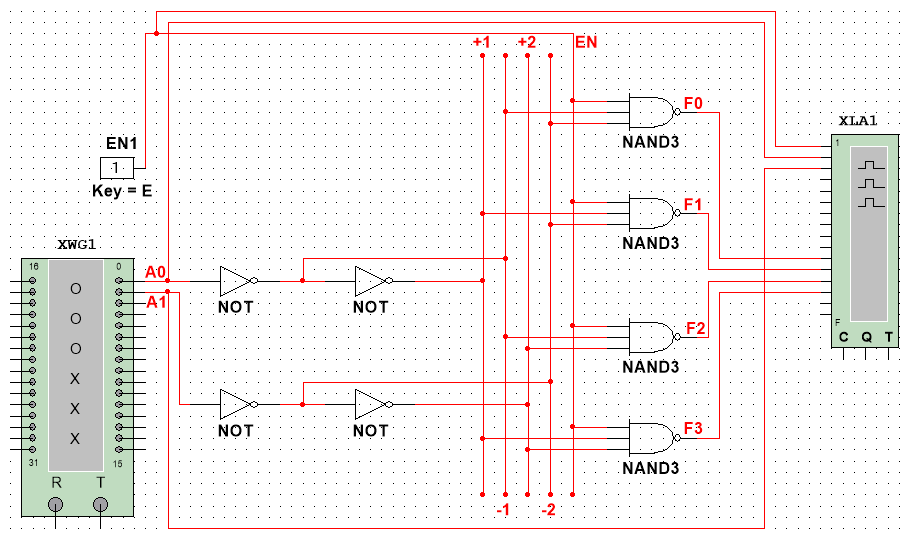 +1
+2
EN
F0
NAND3
XLA1
1
EN1
1
Key = E
F1
NAND3
XWG1
16
0
A0
A1
O
O
O
X
X
X
31
15
R
T
NOT
NOT
NOT
NOT
F2
NAND3
F
C
Q
T
F3
NAND3
-1
-2